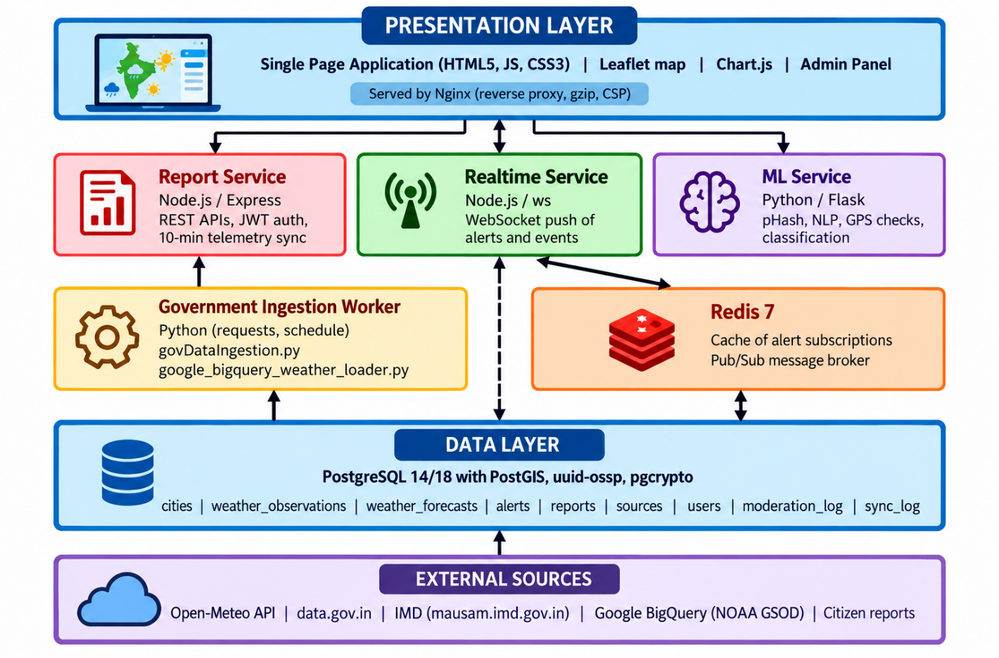 PRESENTATION LAYER
Single Page Application (HTML5, JS, CSS3) | Leaflet map | Chart.js | Admin Panel
Served by Nginx (reverse proxy, gzip, CSP)
Report Service
Node.js / Express
REST APIs, JWT auth,
10-min telemetry sync
Realtime Service
Node.js / ws
WebSocket push of
alerts and events
ML Service
Python / Flask
pHash, NLP, GPS checks,
classification
Government Ingestion Worker
Python (requests, schedule)
govDataIngestion.py
google_bigquery_weather_loader.py
Redis 7
Cache of alert subscriptions
Pub/Sub message broker
DATA LAYER
PostgreSQL 14/18 with PostGIS, uuid-ossp, pgcrypto
cities | weather_observations | weather_forecasts | alerts | reports | sources | users | moderation_log | sync_log
EXTERNAL SOURCES
Open-Meteo API | data.gov.in | IMD (mausam.imd.gov.in) | Google BigQuery (NOAA GSOD) | Citizen reports